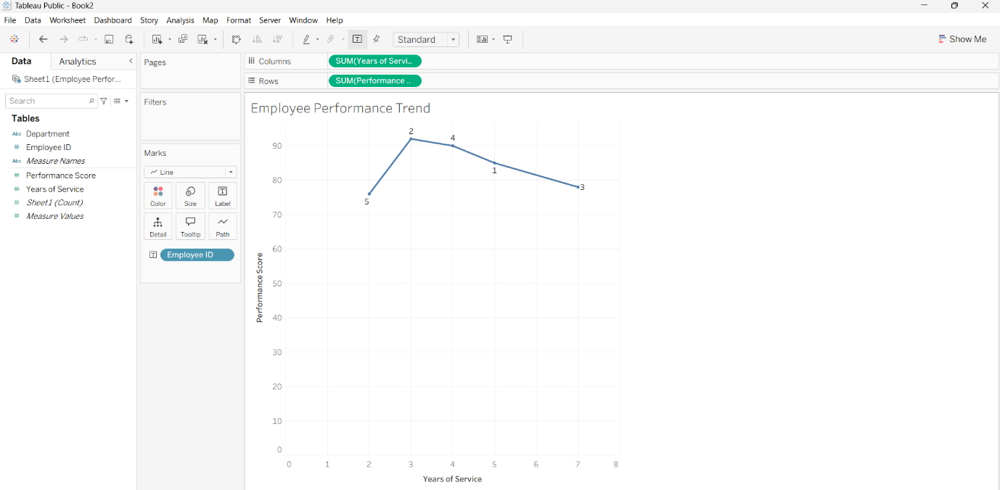 Tableau Public - Book2
File Data Worksheet Dashboard Story Analysis Map Format Server Window Help
Standard
Show Me
Data
Analytics
Sheet1 (Employee Perfor...
Search
Tables
Abc Department
# Employee ID
Abc Measure Names
# Performance Score
# Years of Service
# Sheet1 (Count)
# Measure Values
Pages
Filters
Marks
Line
Color Size Label
Detail Tooltip Path
Employee ID
Columns SUM(Years of Servi..
Rows SUM(Performance ..
Employee Performance Trend
Performance Score
90
80
70
60
50
40
30
20
10
0
5
2
4
1
3
0 1 2 3 4 5 6 7 8
Years of Service